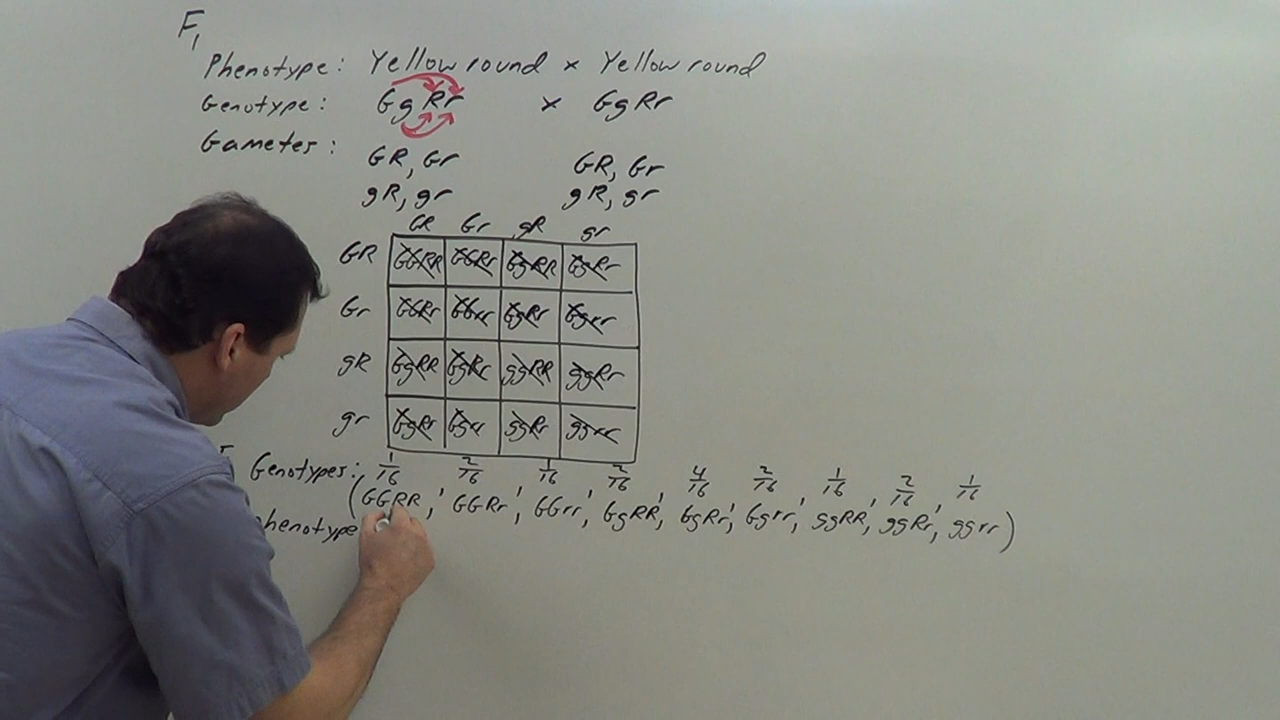 F1
Phenotype: Yellow round x Yellow round
Genotype: GgRr x GgRr
Gametes: GR, Gr GR, Gr
gR, gr gR, gr
GR Gr gR gr
GR GGRR GGRr GgRR GgRr
Gr GGRr GGrr GgRr Ggrr
gR GgRR GgRr ggRR ggRr
gr GgRr Ggrr ggRr ggrr
Genotypes: 1/16 2/16 1/16 2/16 4/16 2/16 1/16 2/16 1/16
(GGRR, GGRr, GGrr, GgRR, GgRr, Ggrr, ggRR, ggRr, ggrr)
phenotype